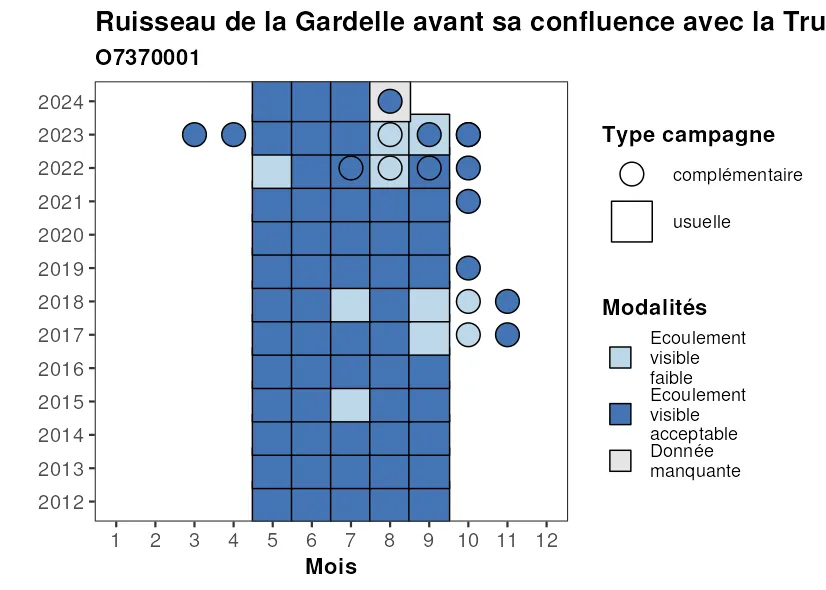 Ruisseau de la Gardelle avant sa confluence avec la Tru
O7370001
2024
2023
2022
2021
2020
2019
2018
2017
2016
2015
2014
2013
2012
1 2 3 4 5 6 7 8 9 10 11 12
Mois
Type campagne
complémentaire
usuelle
Modalités
Ecoulement
visible
faible
Ecoulement
visible
acceptable
Donnée
manquante